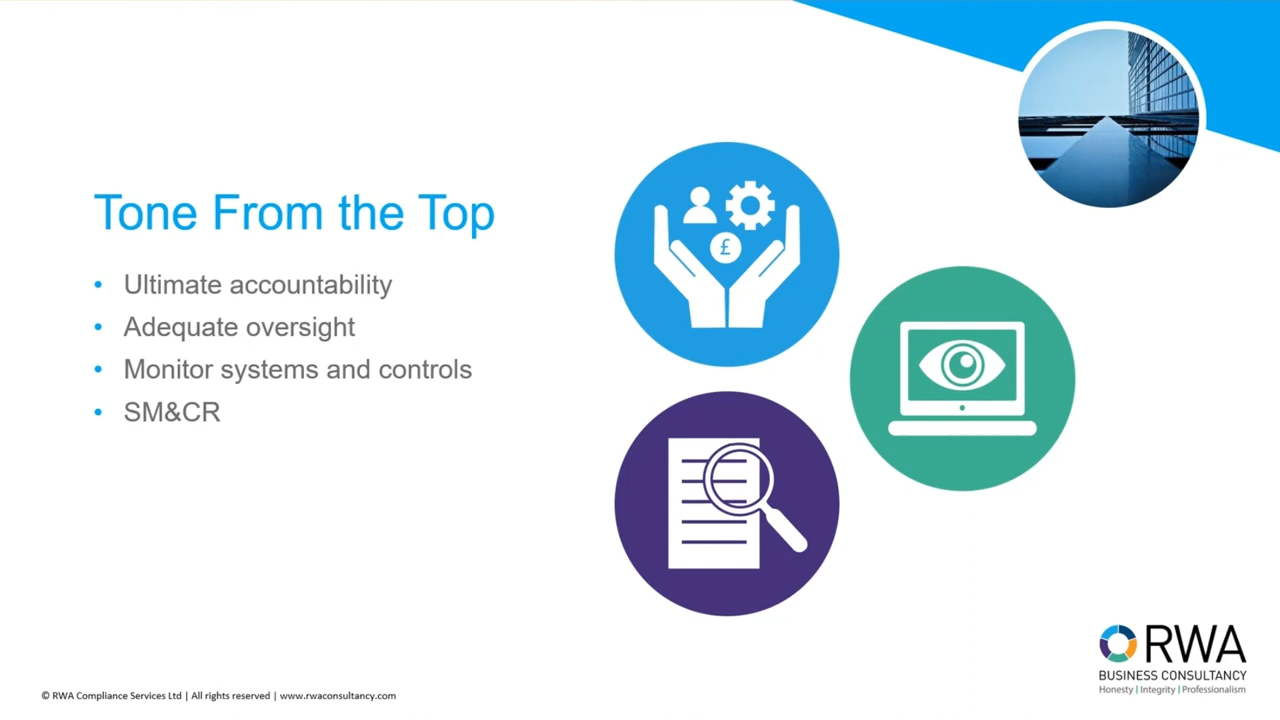 Tone From the Top
• Ultimate accountability
• Adequate oversight
• Monitor systems and controls
• SM&CR
£
RWA
BUSINESS CONSULTANCY
Honesty | Integrity | Professionalism
© RWA Compliance Services Ltd | All rights reserved | www.rwaconsultancy.com